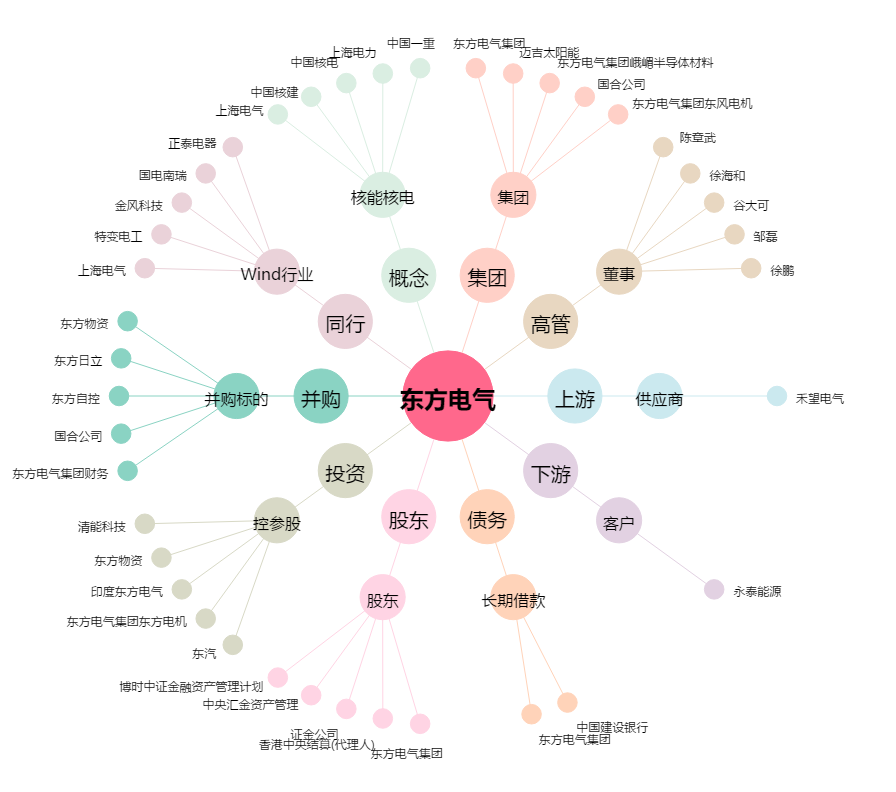 中国一重
东方电气集团
上海电力
迈吉太阳能
中国核电
东方电气集团峨嵋半导体材料
中国核建
国合公司
上海电气
东方电气集团东风电机
正泰电器
陈章武
国电南瑞
徐海和
核能核电
集团
金风科技
谷大可
特变电工
邹磊
上海电气
Wind行业
概念
集团
董事
徐鹏
同行
高管
东方物资
东方日立
东方自控
并购标的
并购
东方电气
上游
供应商
禾望电气
国合公司
东方电气集团财务
投资
下游
清能科技
控参股
股东
债务
客户
东方物资
印度东方电气
永泰能源
东方电气集团东方电机
股东
长期借款
东汽
博时中证金融资产管理计划
中央汇金资产管理
证金公司
中国建设银行
香港中央结算(代理人)
东方电气集团
东方电气集团